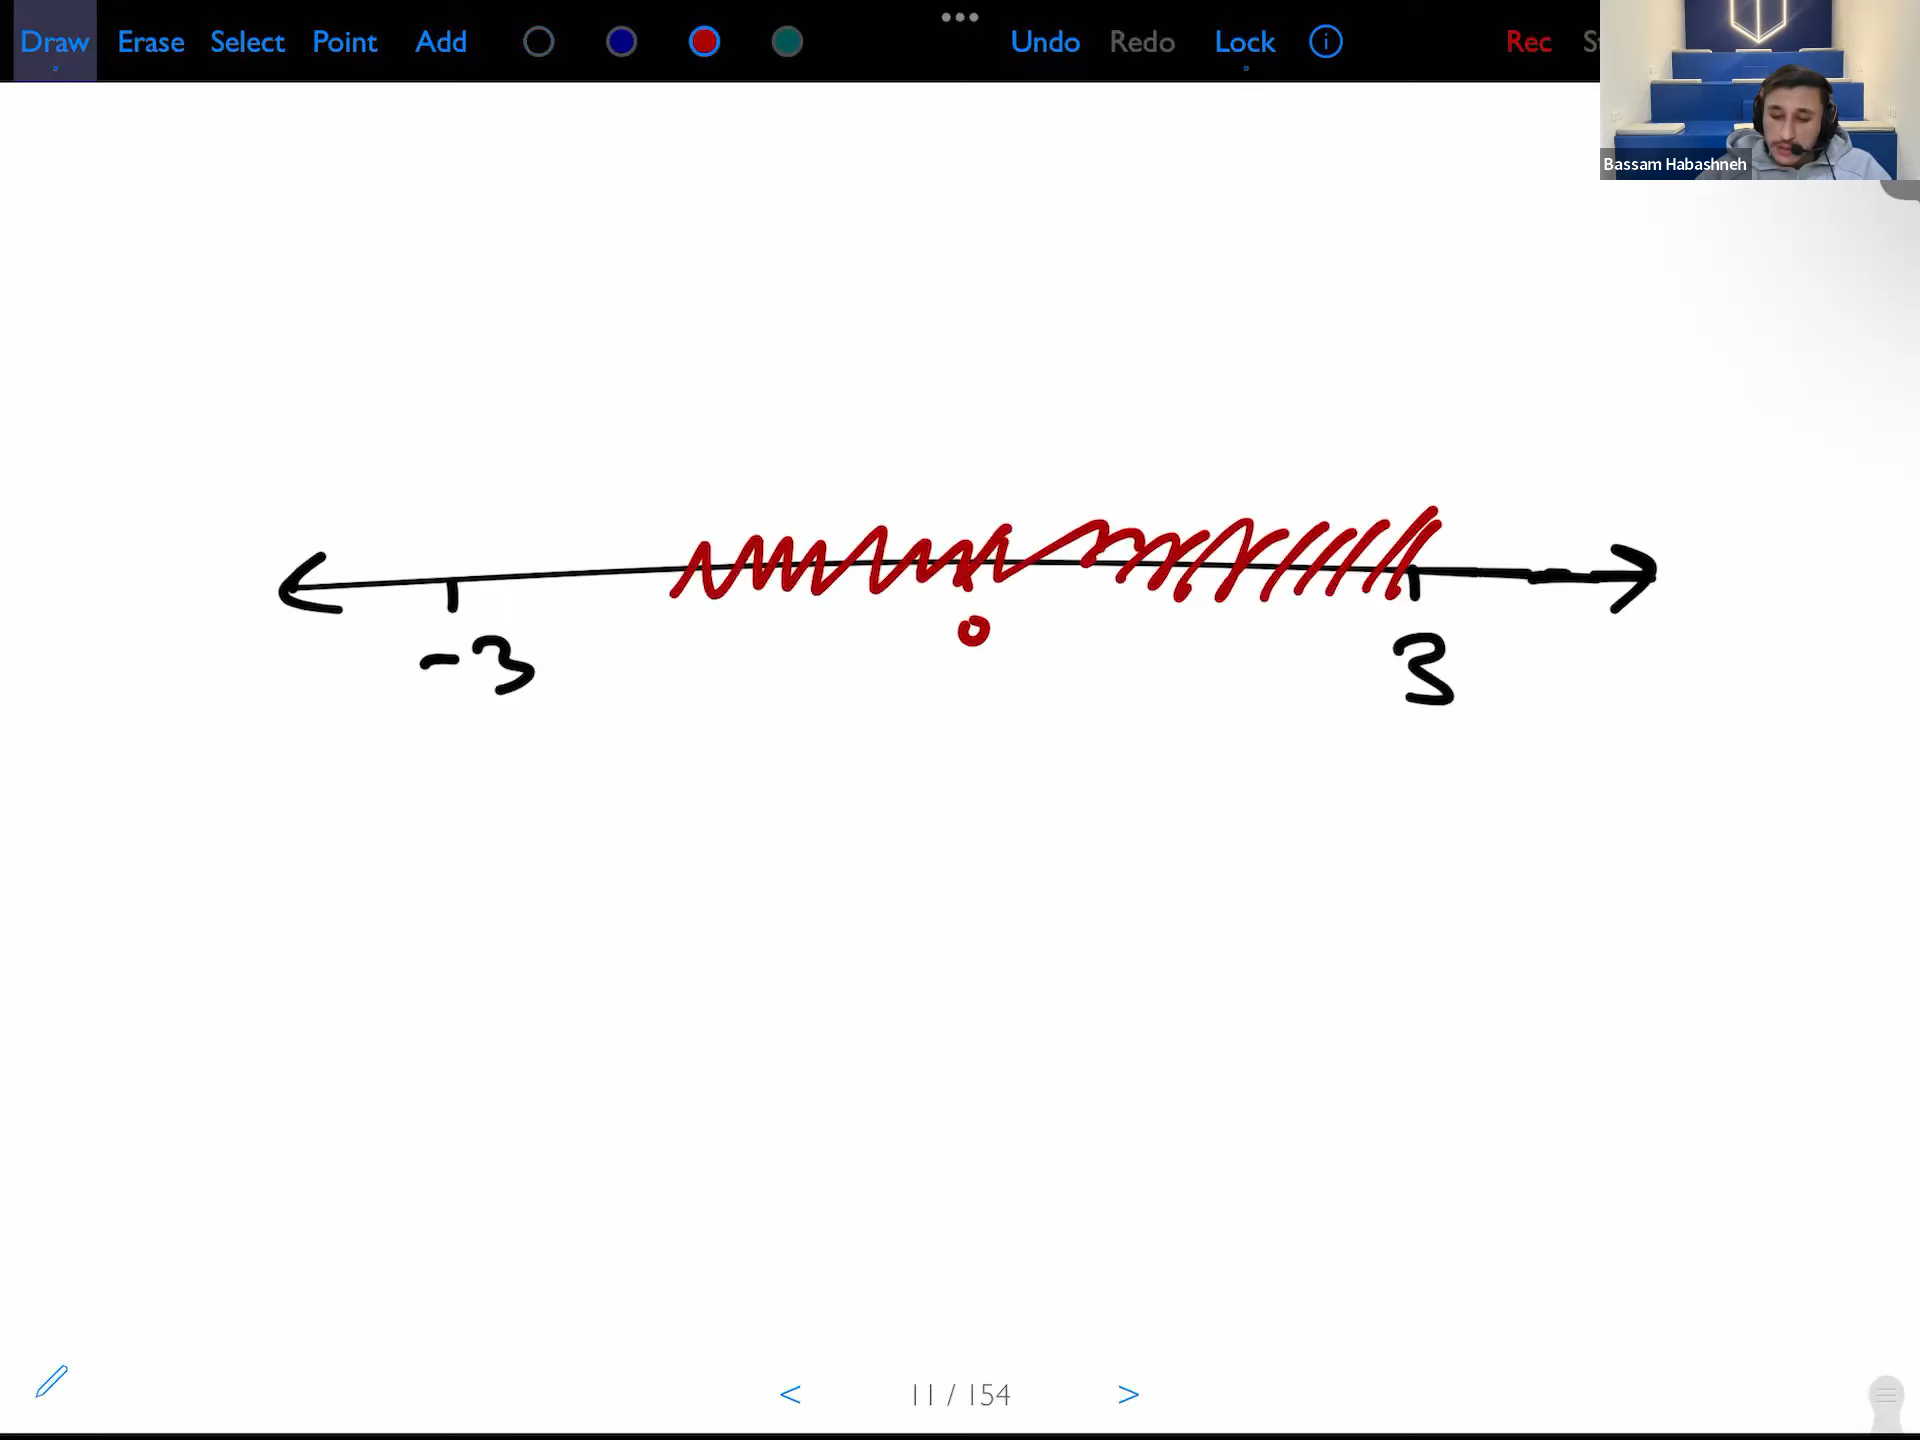 Draw Erase Select Point Add Undo Redo Lock Rec
Bassam Habashneh
0
-3 3
11 / 154